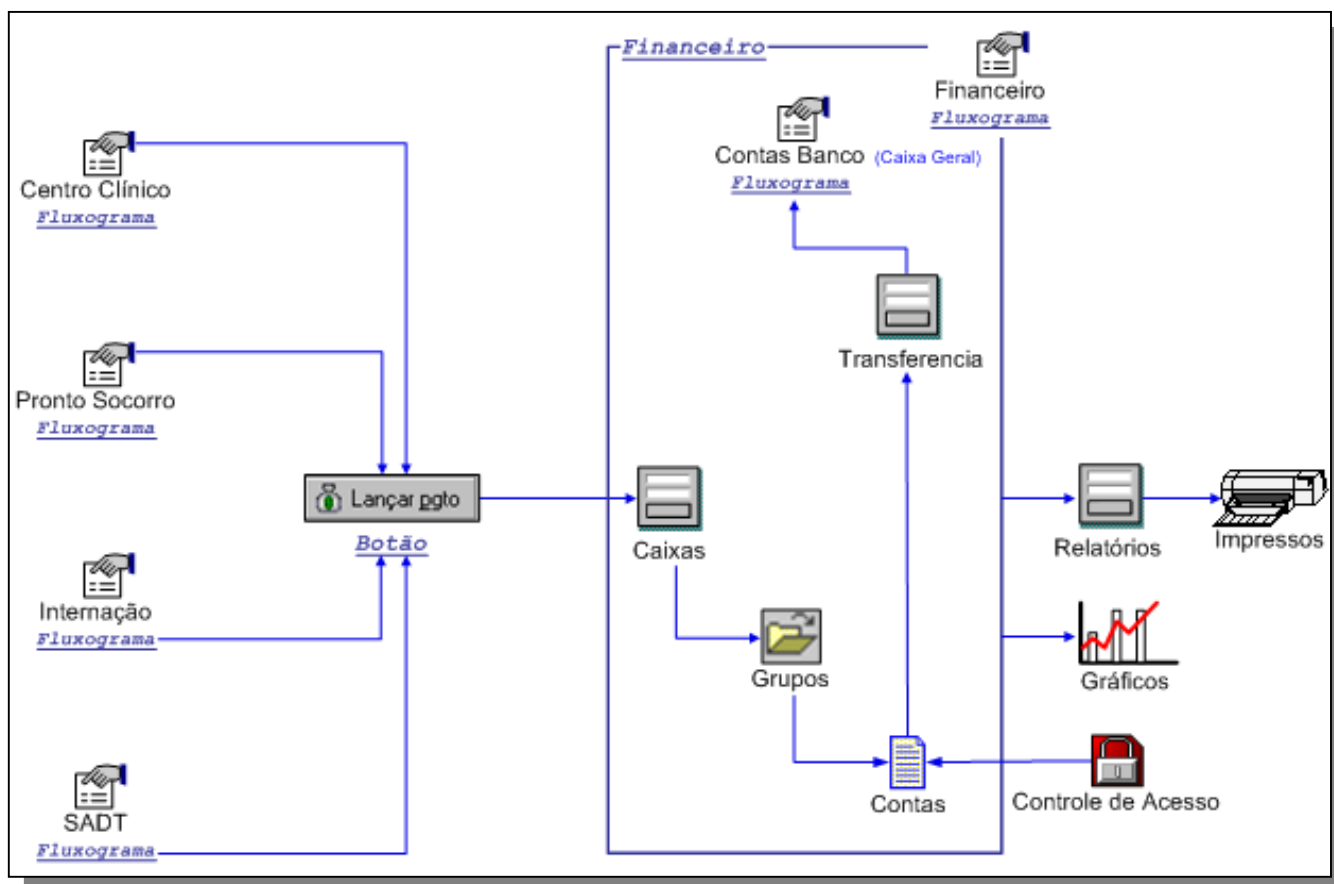 Financeiro
Financeiro
Fluxograma
Contas Banco (Caixa Geral)
Fluxograma
Centro Clínico
Fluxograma
Transferencia
Pronto Socorro
Fluxograma
Lançar pgto
Botão
Caixas
Relatórios
Impressos
Internação
Fluxograma
Grupos
Gráficos
Contas
Controle de Acesso
SADT
Fluxograma